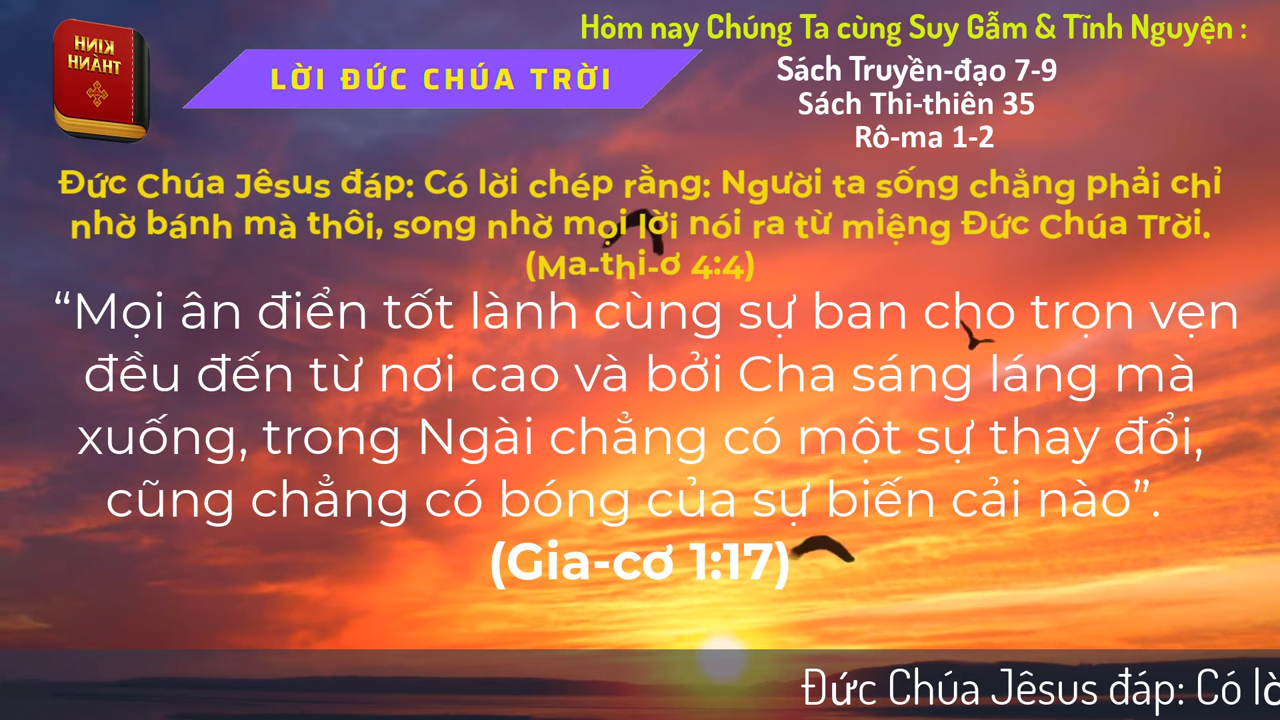 Hôm nay Chúng Ta cùng Suy Gẫm & Tĩnh Nguyện :
KINH
THÁNH
LỜI ĐỨC CHÚA TRỜI
Sách Truyền-đạo 7-9
Sách Thi-thiên 35
Rô-ma 1-2
Đức Chúa Jêsus đáp: Có lời chép rằng: Người ta sống chẳng phải chỉ
nhờ bánh mà thôi, song nhờ mọi lời nói ra từ miệng Đức Chúa Trời.
(Ma-thi-ơ 4:4)
“Mọi ân điển tốt lành cùng sự ban cho trọn vẹn
đều đến từ nơi cao và bởi Cha sáng láng mà
xuống, trong Ngài chẳng có một sự thay đổi,
cũng chẳng có bóng của sự biến cải nào”.
(Gia-cơ 1:17)
Đức Chúa Jêsus đáp: Có